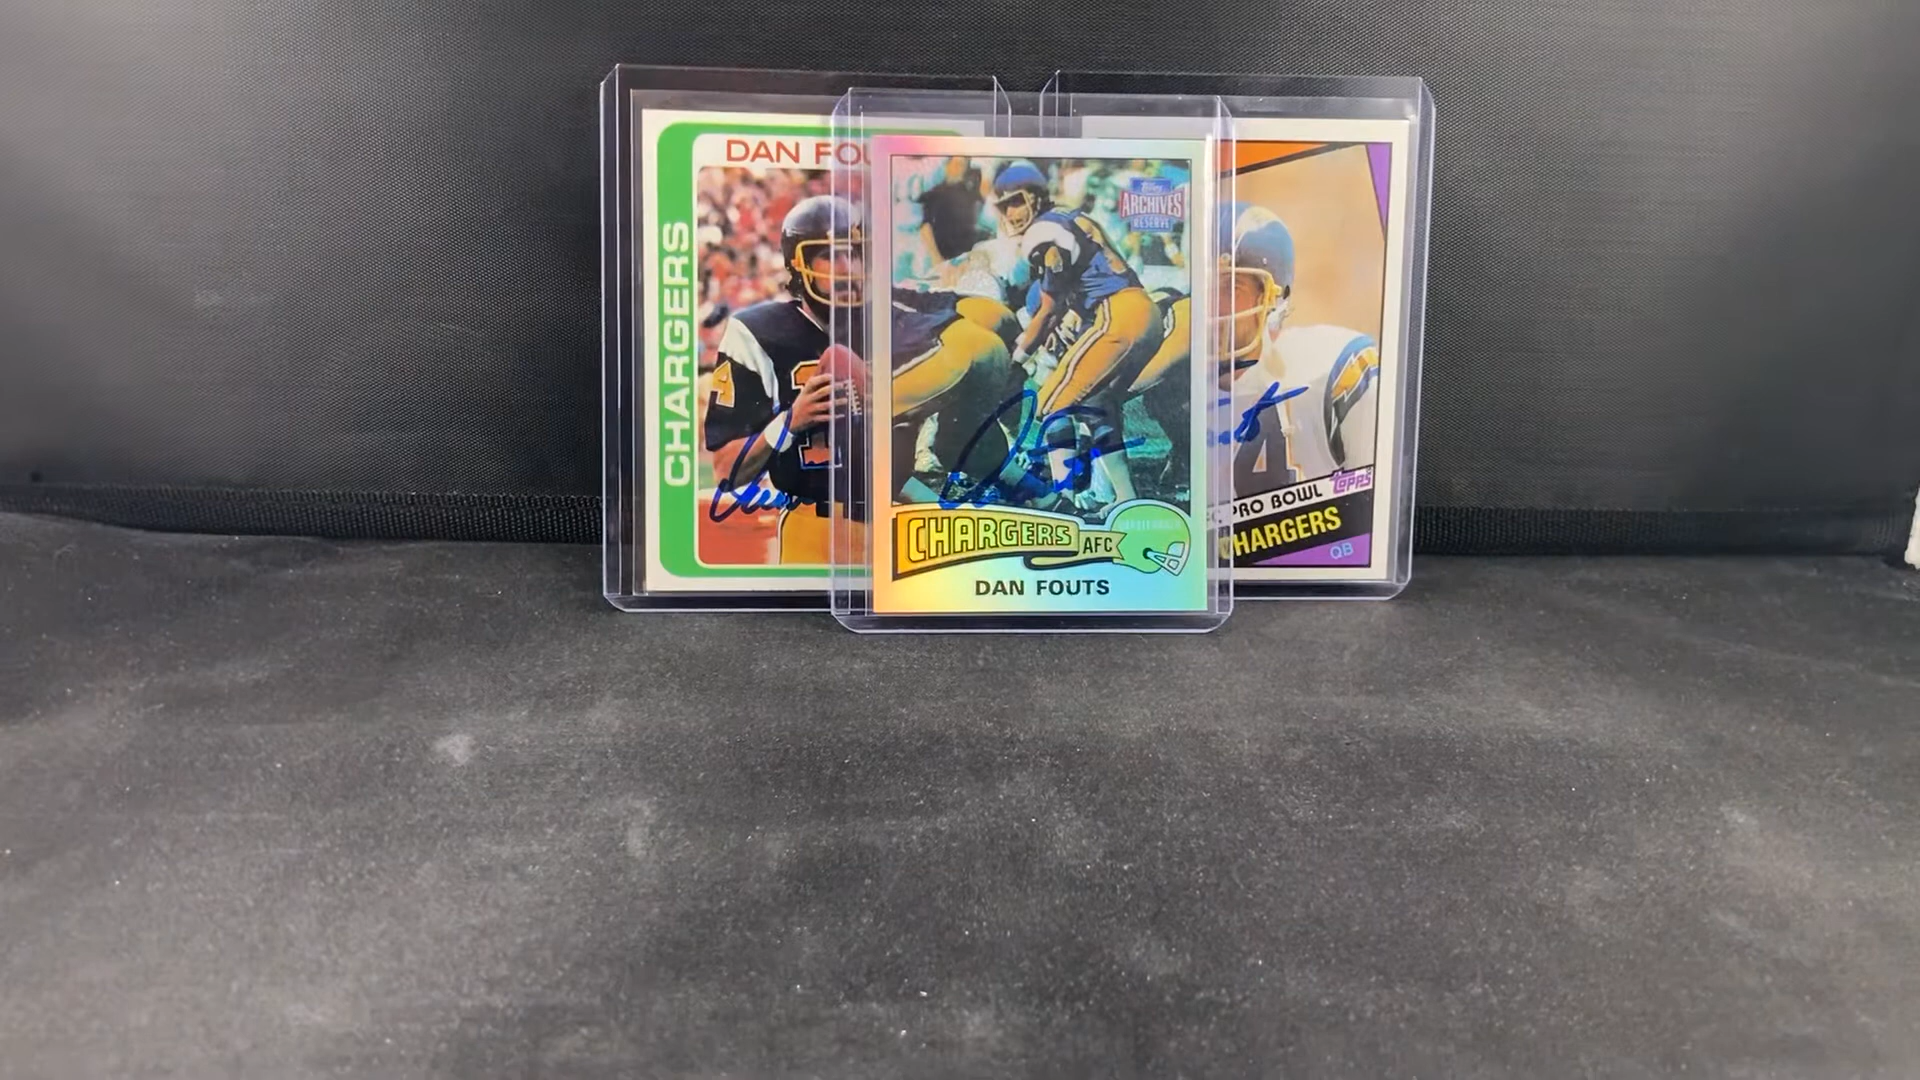 DAN FOU
CHARGERS
Topps
ARCHIVES
RESERVE
CHARGERS AFC
DAN FOUTS
PRO BOWL
TOPPS
CHARGERS
QB